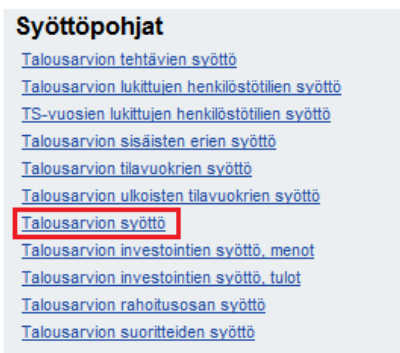 Syöttöpohjat
Talousarvion tehtävien syöttö
Talousarvion lukittujen henkilöstötilien syöttö
TS-vuosien lukittujen henkilöstötilien syöttö
Talousarvion sisäisten erien syöttö
Talousarvion tilavuokrien syöttö
Talousarvion ulkoisten tilavuokrien syöttö
Talousarvion syöttö
Talousarvion investointien syöttö, menot
Talousarvion investointien syöttö, tulot
Talousarvion rahoitusosan syöttö
Talousarvion suoritteiden syöttö